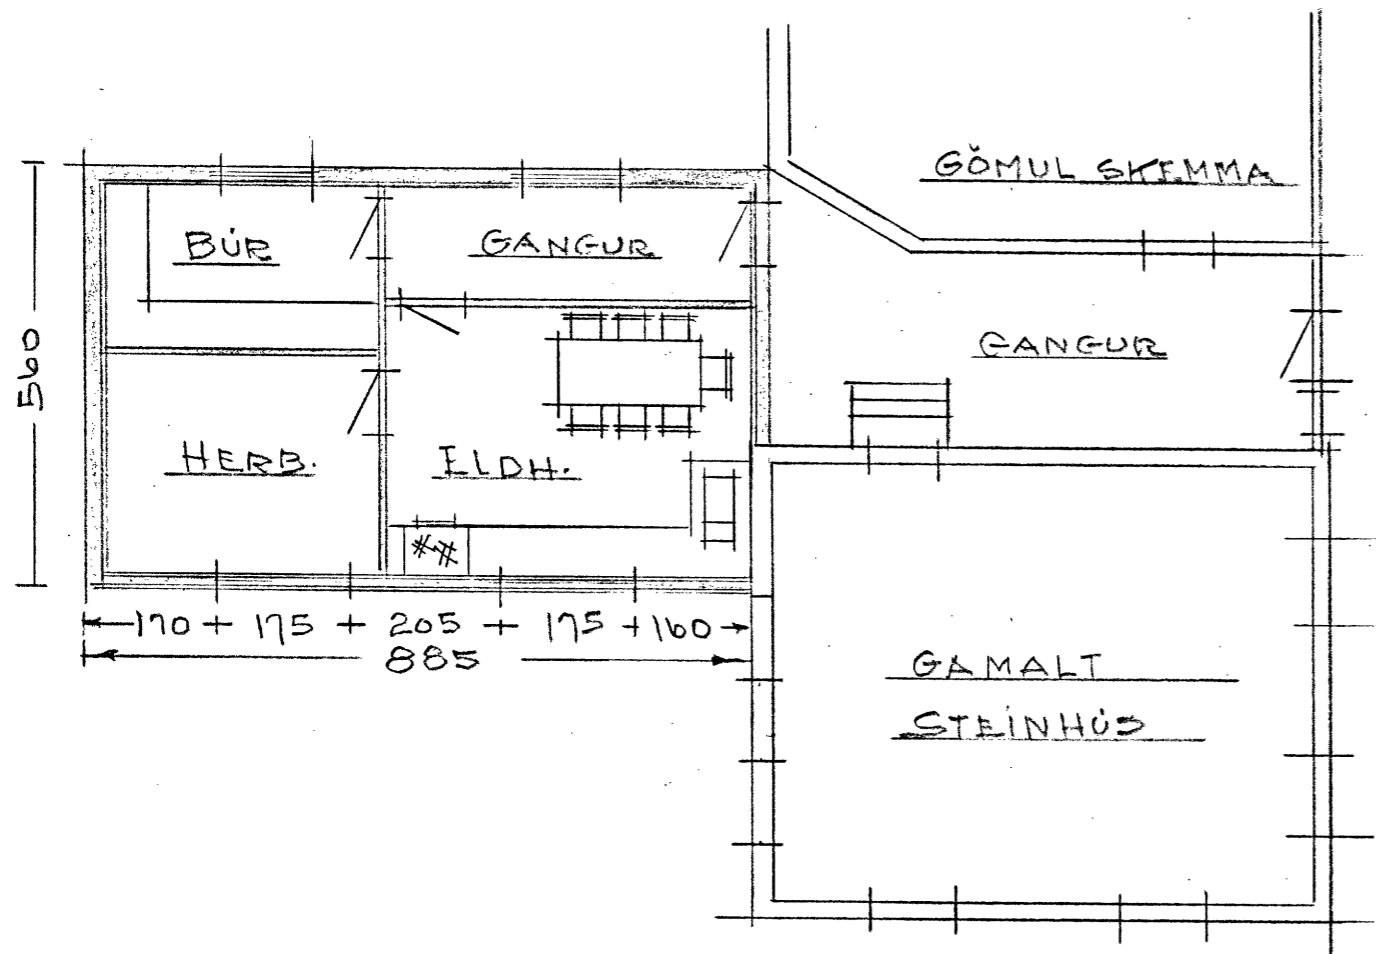 GÖMUL SKEMMA
BÚR
GANGUR
GANGUR
560
HERB.
ELDH.
170 + 175 + 205 + 175 + 160
885
GAMALT
STEINHÚS